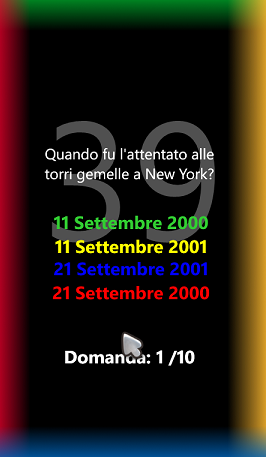 39
Quando fu l'attentato alle
torri gemelle a New York?
11 Settembre 2000
11 Settembre 2001
21 Settembre 2001
21 Settembre 2000
Domanda: 1 /10